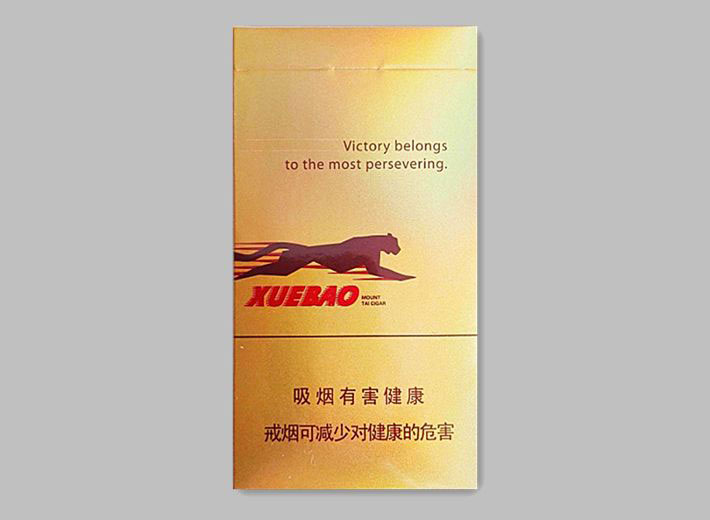 Victory belongs
to the most persevering.
XUEBAO
MOUNT
TAI CIGAR
吸烟有害健康
戒烟可减少对健康的危害